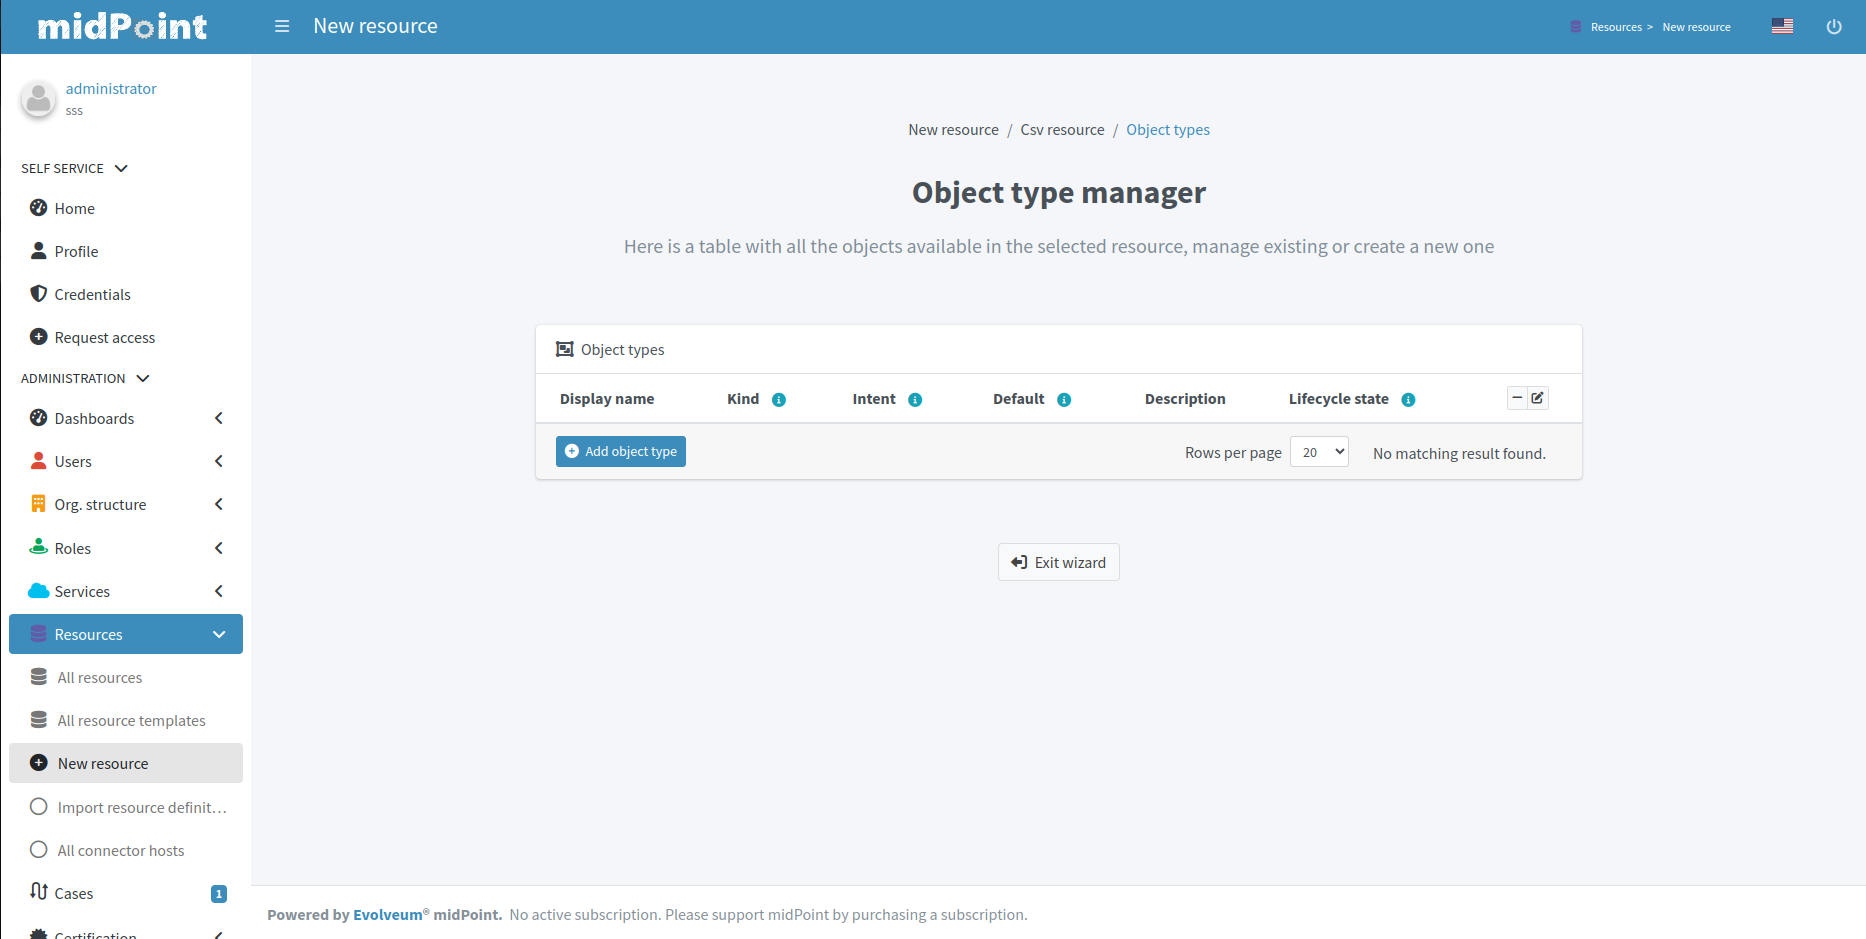 midPoint
New resource
Resources > New resource
administrator
sss
SELF SERVICE
Home
Profile
Credentials
Request access
ADMINISTRATION
Dashboards
Users
Org. structure
Roles
Services
Resources
All resources
All resource templates
New resource
Import resource definit...
All connector hosts
Cases 1
Certification
New resource / Csv resource / Object types
Object type manager
Here is a table with all the objects available in the selected resource, manage existing or create a new one
Object types
Display name Kind Intent Default Description Lifecycle state
Add object type Rows per page 20 No matching result found.
Exit wizard
Powered by Evolveum® midPoint. No active subscription. Please support midPoint by purchasing a subscription.